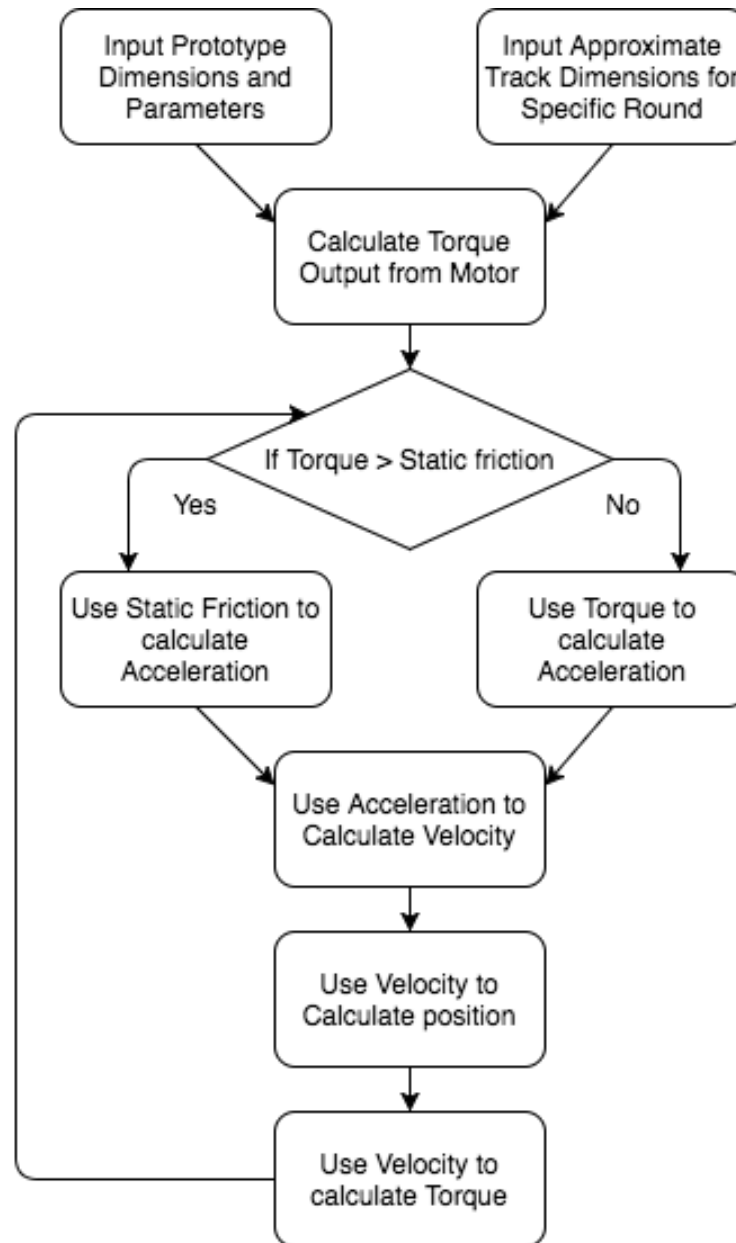 Input Prototype
Dimensions and
Parameters
Input Approximate
Track Dimensions for
Specific Round
Calculate Torque
Output from Motor
If Torque > Static friction
Yes
No
Use Static Friction to
calculate
Acceleration
Use Torque to
calculate
Acceleration
Use Acceleration to
Calculate Velocity
Use Velocity to
Calculate position
Use Velocity to
calculate Torque